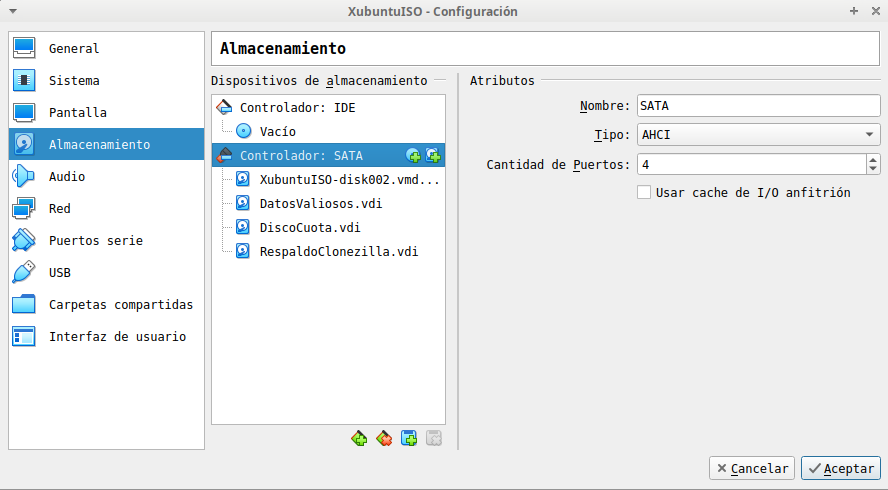 XubuntuISO - Configuración
General
Sistema
Pantalla
Almacenamiento
Audio
Red
Puertos serie
USB
Carpetas compartidas
Interfaz de usuario
Almacenamiento
Dispositivos de almacenamiento
Controlador: IDE
Vacío
Controlador: SATA
XubuntuISO-disk002.vmd...
DatosValiosos.vdi
DiscoCuota.vdi
RespaldoClonezilla.vdi
Atributos
Nombre: SATA
Tipo: AHCI
Cantidad de Puertos: 4
Usar cache de I/O anfitrión
Cancelar Aceptar